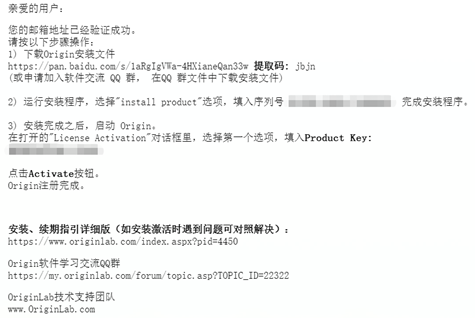 亲爱的用户:
您的邮箱地址已经验证成功。
请按以下步骤操作:
1) 下载Origin安装文件
https://pan.baidu.com/s/1aRgIgVWa-4HXianeQan33w 提取码: jbjn
(或申请加入软件交流 QQ 群, 在QQ 群文件中下载安装文件)
2) 运行安装程序, 选择"install product"选项, 填入序列号 完成安装程序。
3) 安装完成之后, 启动 Origin。
在打开的"License Activation"对话框里, 选择第一个选项, 填入Product Key:
点击Activate按钮。
Origin注册完成。
安装、续期指引详细版(如安装激活时遇到问题可对照解决):
https://www.originlab.com/index.aspx?pid=4450
Origin软件学习交流QQ群
https://my.originlab.com/forum/topic.asp?TOPIC_ID=22322
OriginLab技术支持团队
www.OriginLab.com